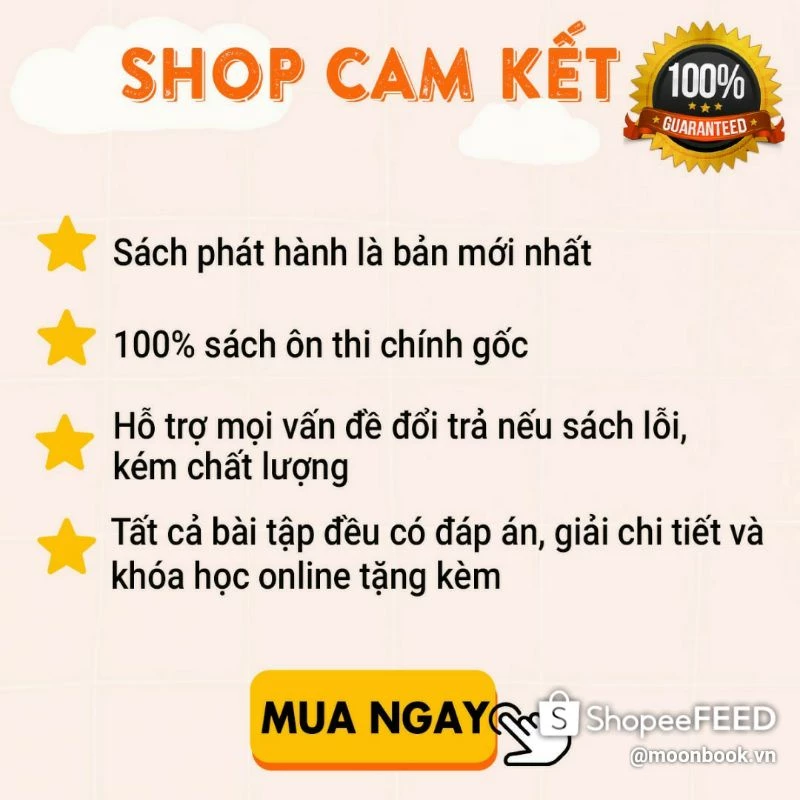 SHOP CAM KẾT
100%
GUARANTEED
Sách phát hành là bản mới nhất
100% sách ôn thi chính gốc
Hỗ trợ mọi vấn đề đổi trả nếu sách lỗi,
kém chất lượng
Tất cả bài tập đều có đáp án, giải chi tiết và
khóa học online tặng kèm
MUA NGAY
S ShopeeFEED
@moonbook.vn